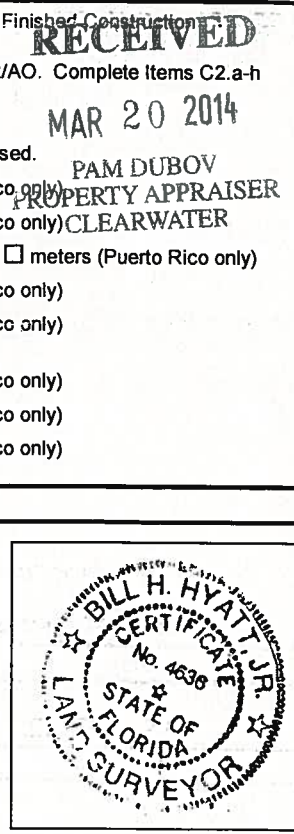 Finished Construction
RECEIVED
/AO. Complete Items C2.a-h
MAR 20 2014
sed.
PAM DUBOV
co only)
PROPERTY APPRAISER
co only)
CLEARWATER
☐ meters (Puerto Rico only)
co only)
co only)
co only)
co only)
co only)
BILL H. HYATT, JR.
CERTIFICATE
No. 4636
STATE OF
FLORIDA
LAND SURVEYOR